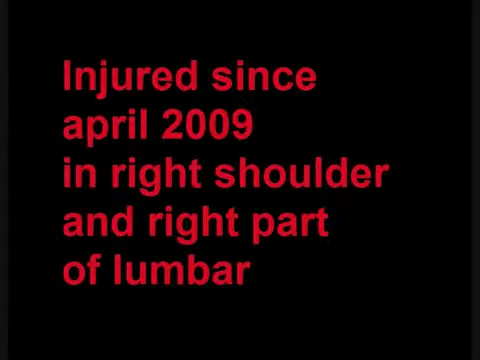 Injured since
april 2009
in right shoulder
and right part
of lumbar